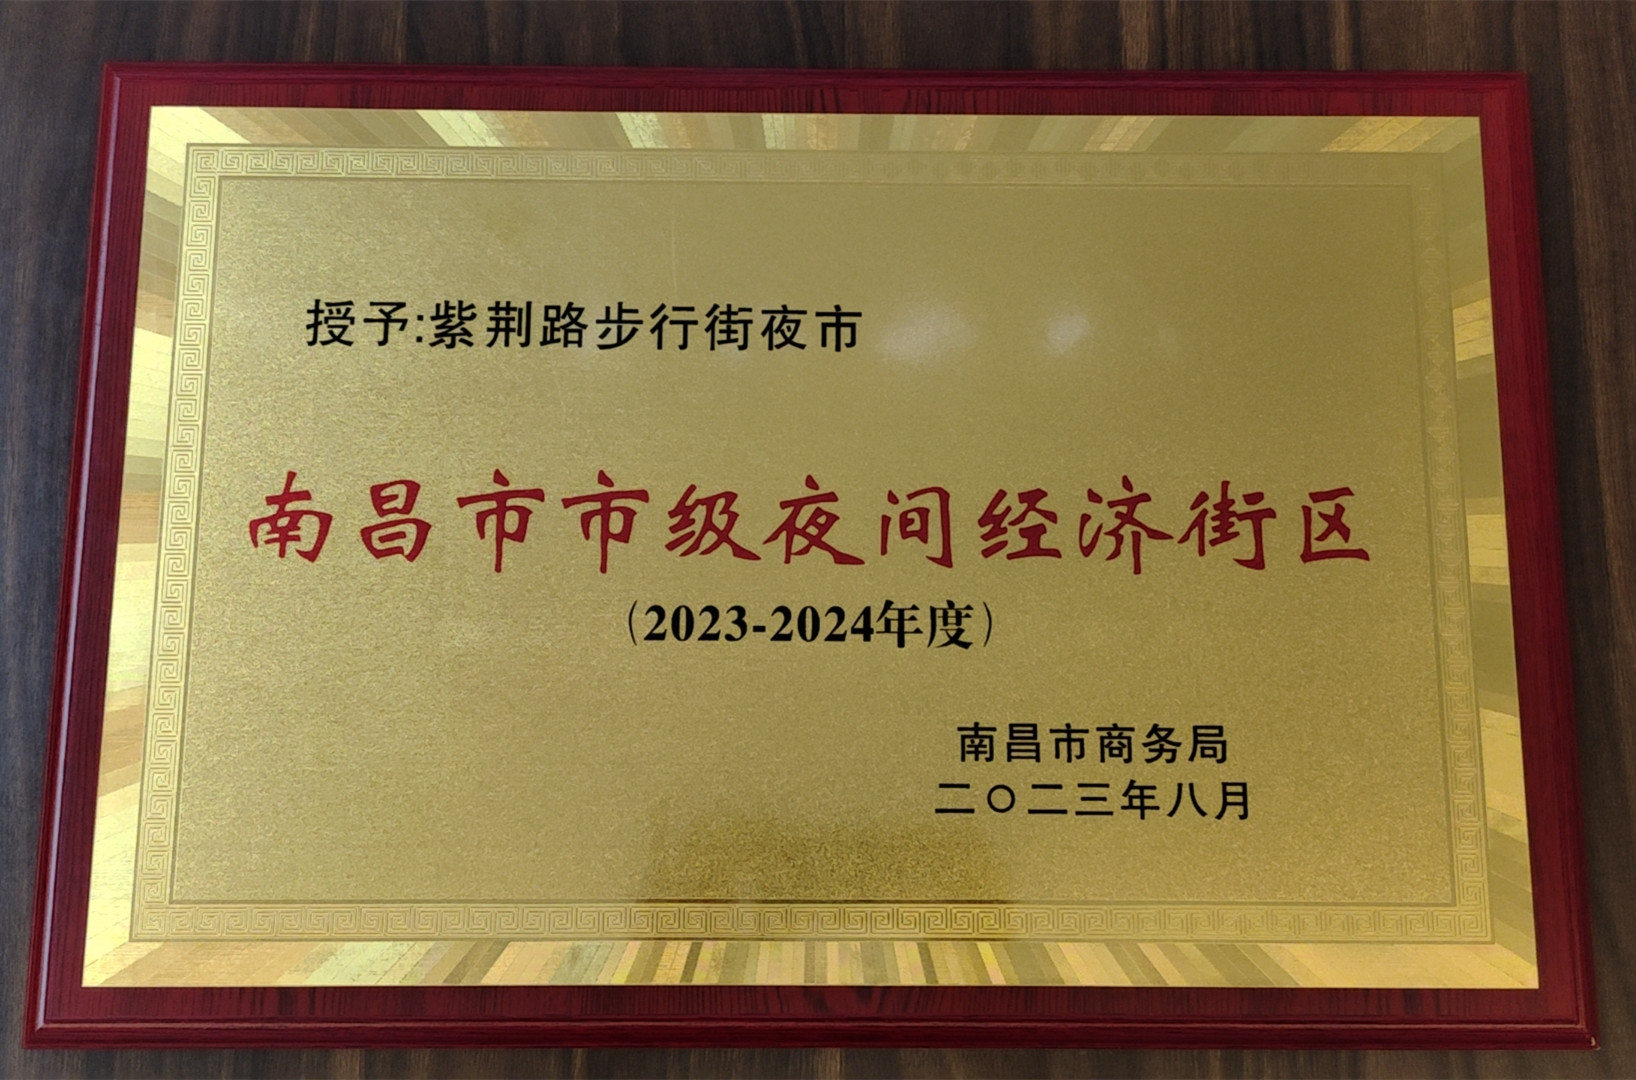 授予:紫荆路步行街夜市
南昌市市级夜间经济街区
（2023-2024年度）
南昌市商务局
二〇二三年八月